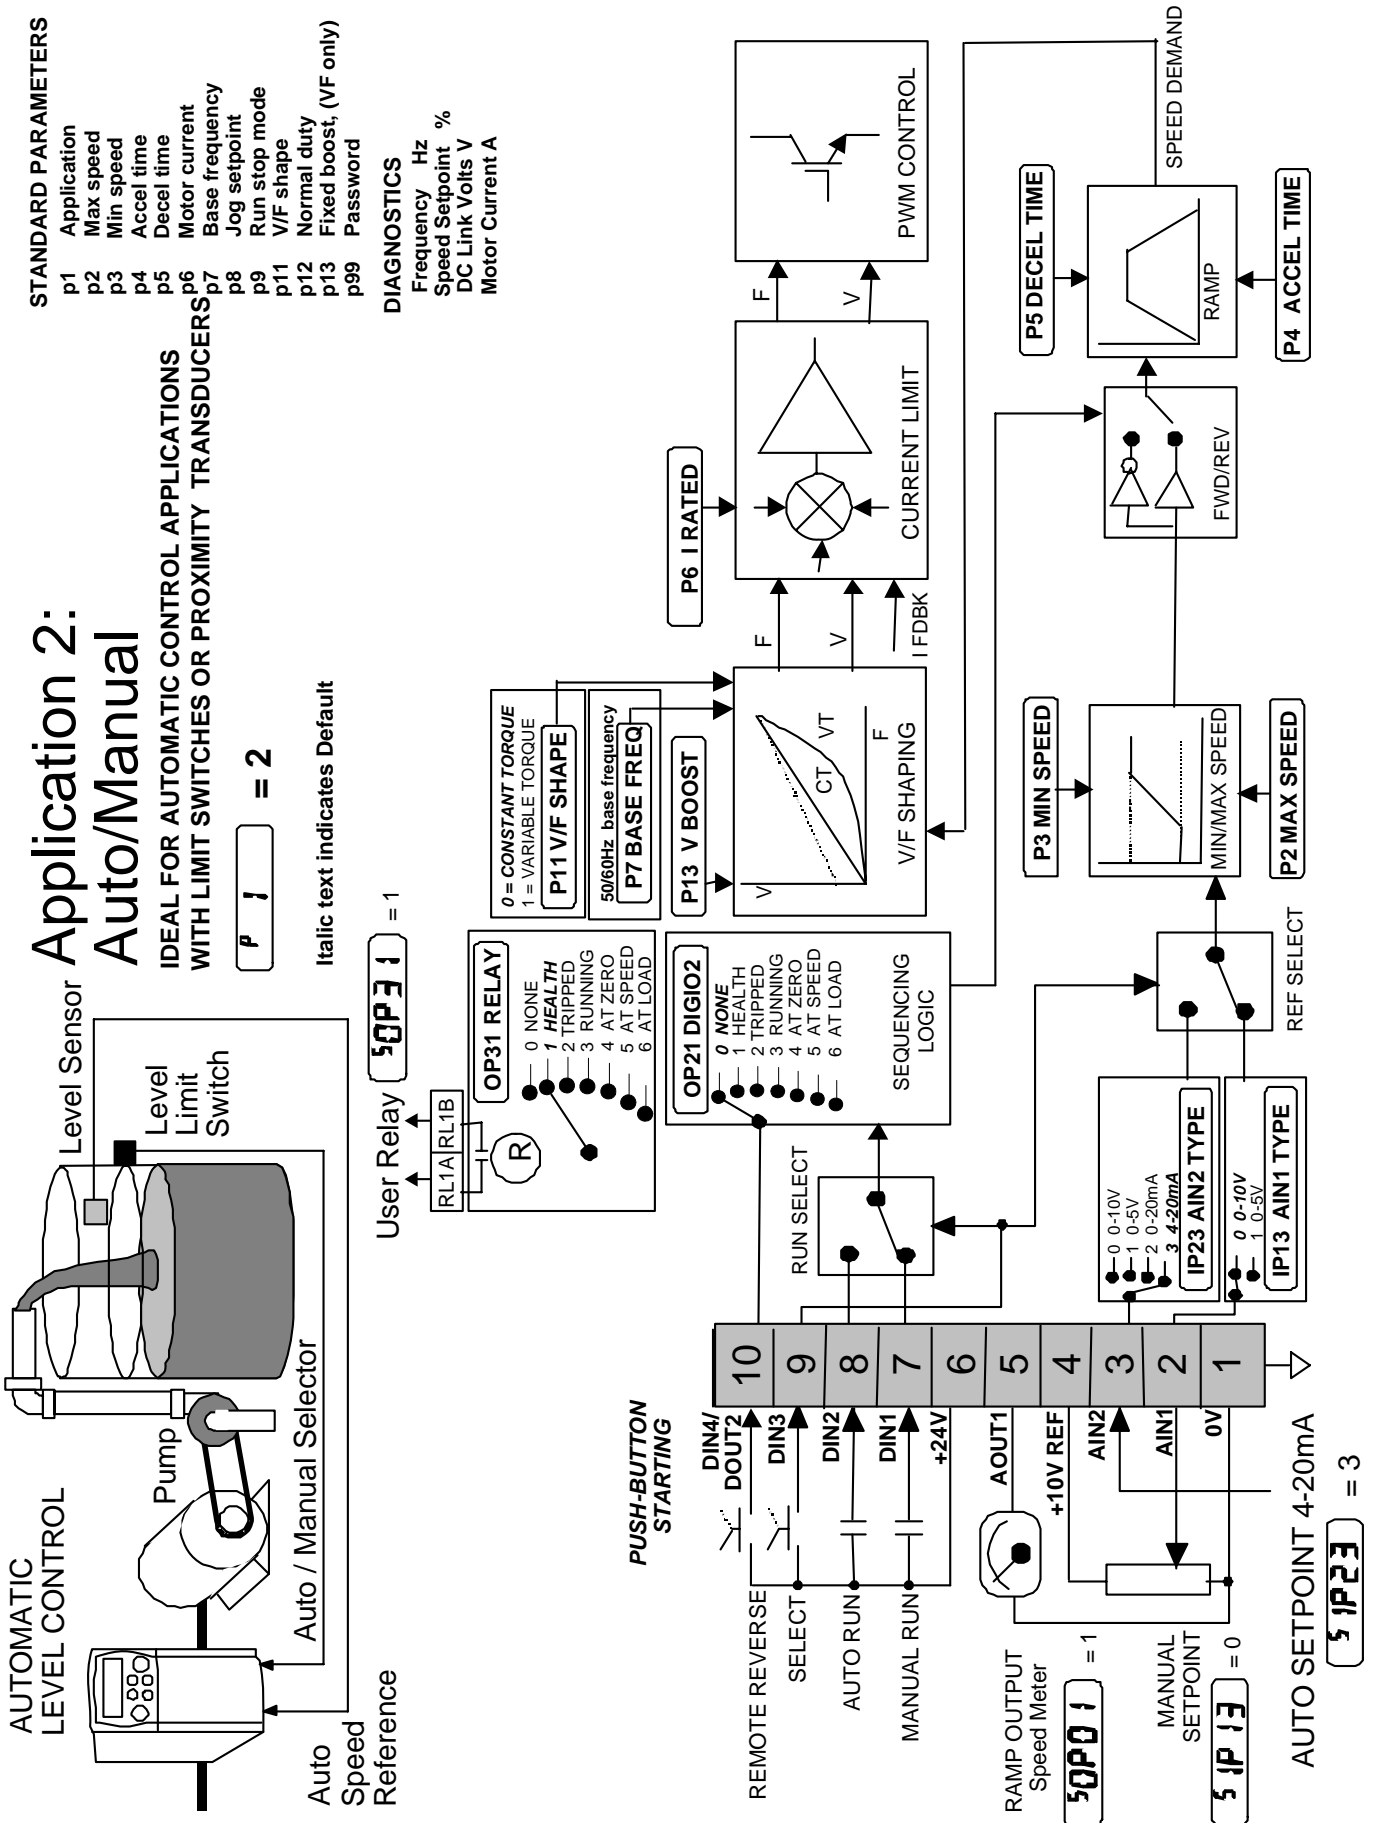 AUTOMATIC
LEVEL CONTROL
Pump
Level Sensor
Level
Limit
Switch
Auto / Manual Selector
Auto
Speed
Reference
Application 2:
Auto/Manual
IDEAL FOR AUTOMATIC CONTROL APPLICATIONS
WITH LIMIT SWITCHES OR PROXIMITY TRANSDUCERS
P 1 = 2
Italic text indicates Default
STANDARD PARAMETERS
p1 Application
p2 Max speed
p3 Min speed
p4 Accel time
p5 Decel time
p6 Motor current
p7 Base frequency
p8 Jog setpoint
p9 Run stop mode
p11 V/F shape
p12 Normal duty
p13 Fixed boost, (VF only)
p99 Password
DIAGNOSTICS
Frequency Hz
Speed Setpoint %
DC Link Volts V
Motor Current A
User Relay
SOP31 = 1
RL1A RL1B
R
OP31 RELAY
0 NONE
1 HEALTH
2 TRIPPED
3 RUNNING
4 AT ZERO
5 AT SPEED
6 AT LOAD
0 = CONSTANT TORQUE
1 = VARIABLE TORQUE
P11 V/F SHAPE
50/60Hz base frequency
P7 BASE FREQ
P13 V BOOST
V
CT
VT
F
V/F SHAPING
F
V
I FDBK
P6 I RATED
CURRENT LIMIT
F
V
PWM CONTROL
PUSH-BUTTON
STARTING
REMOTE REVERSE
SELECT
AUTO RUN
MANUAL RUN
DIN4/
DOUT2
DIN3
DIN2
DIN1
+24V
AOUT1
+10V REF
AIN2
AIN1
0V
10
9
8
7
6
5
4
3
2
1
RUN SELECT
OP21 DIGIO2
0 NONE
1 HEALTH
2 TRIPPED
3 RUNNING
4 AT ZERO
5 AT SPEED
6 AT LOAD
SEQUENCING
LOGIC
RAMP OUTPUT
Speed Meter
SOP01 = 1
MANUAL
SETPOINT
SIP13 = 0
AUTO SETPOINT 4-20mA
SIP23 = 3
0 0-10V
1 0-5V
2 0-20mA
3 4-20mA
IP23 AIN2 TYPE
0 0-10V
1 0-5V
IP13 AIN1 TYPE
REF SELECT
P3 MIN SPEED
MIN/MAX SPEED
P2 MAX SPEED
FWD/REV
P5 DECEL TIME
RAMP
P4 ACCEL TIME
SPEED DEMAND